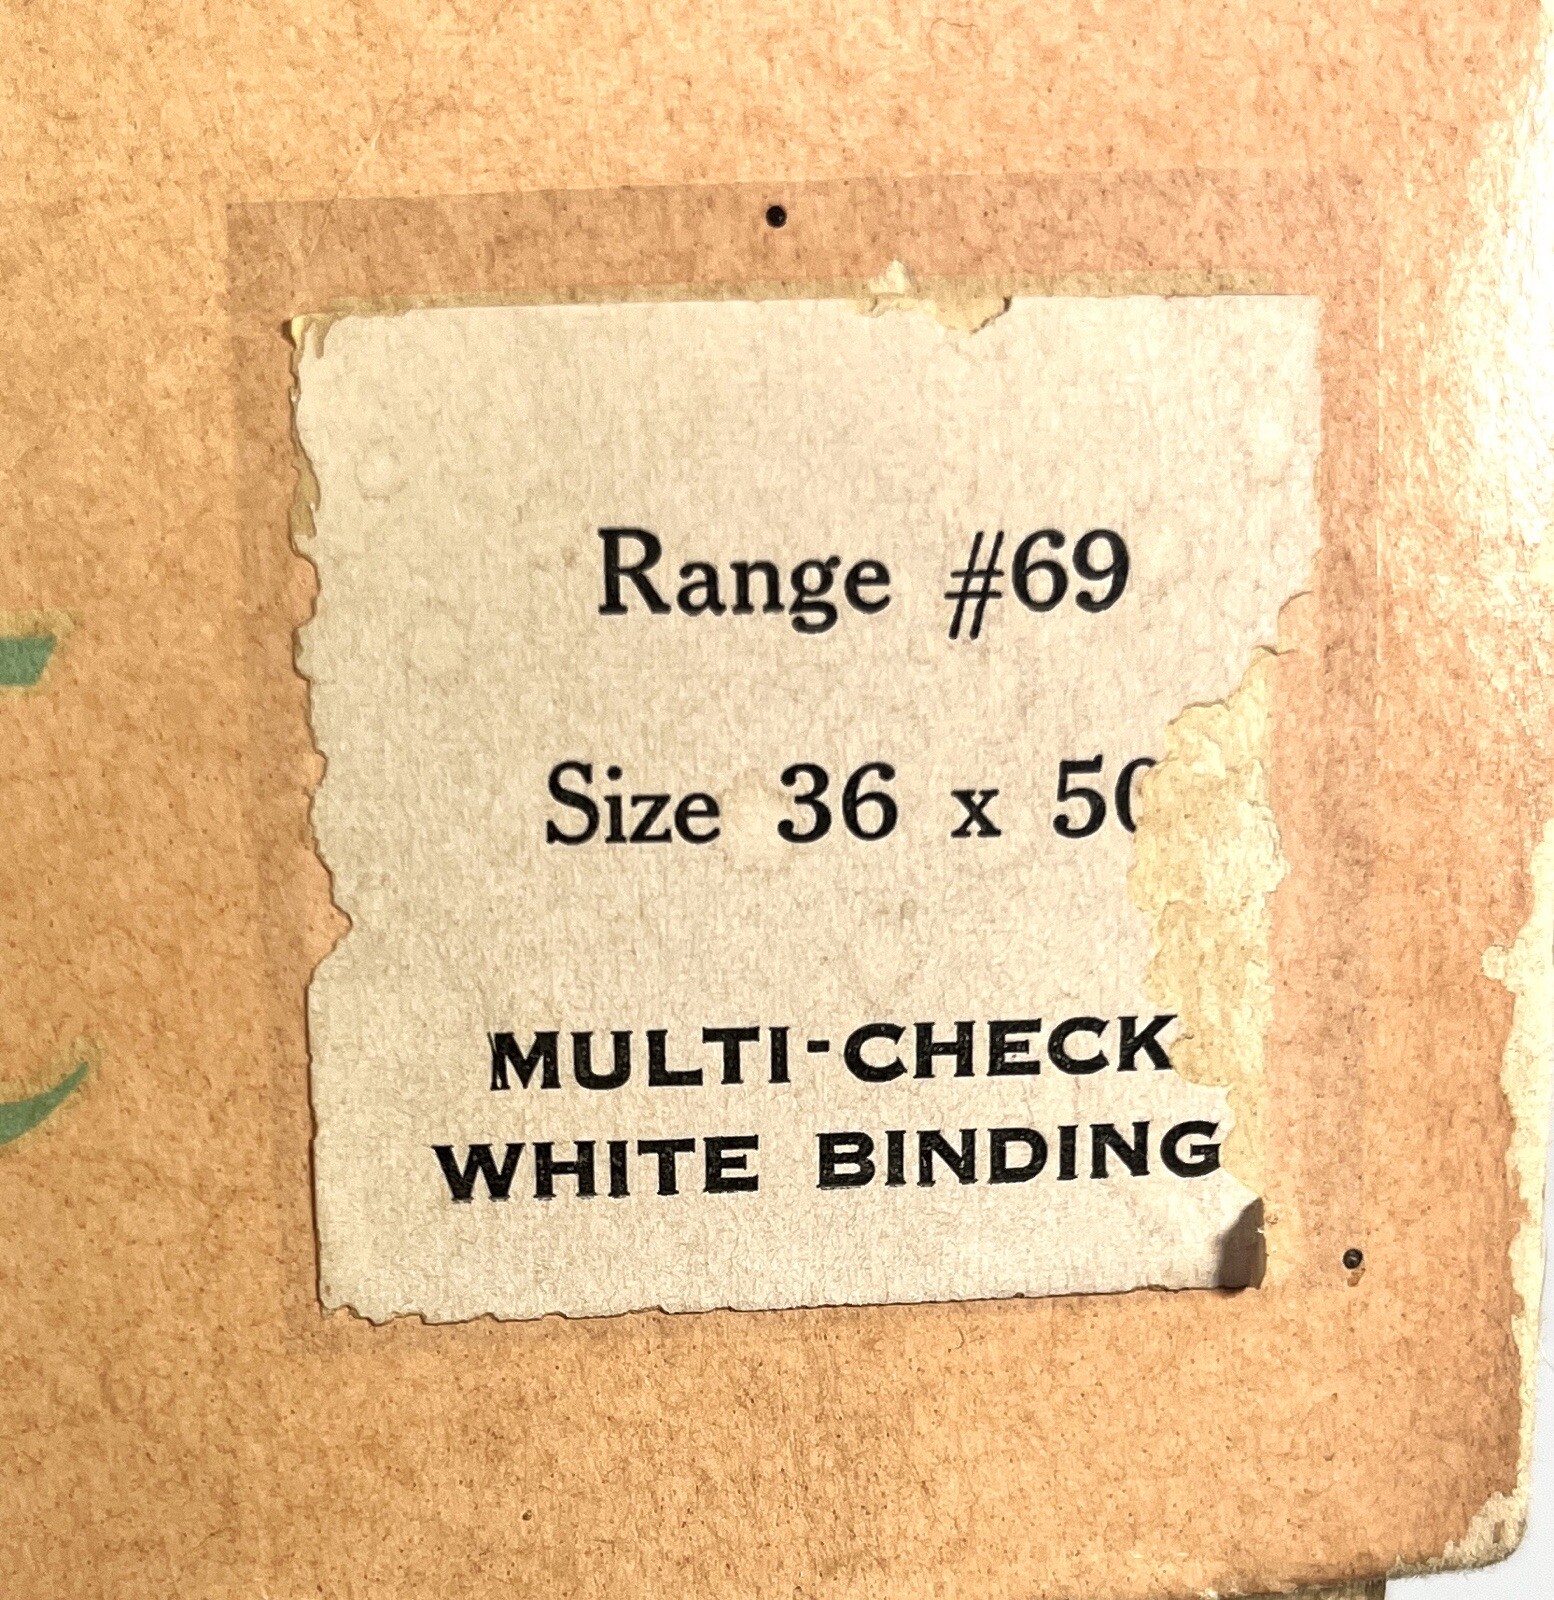 Range #69
Size 36 x 50
MULTI-CHECK
WHITE BINDING